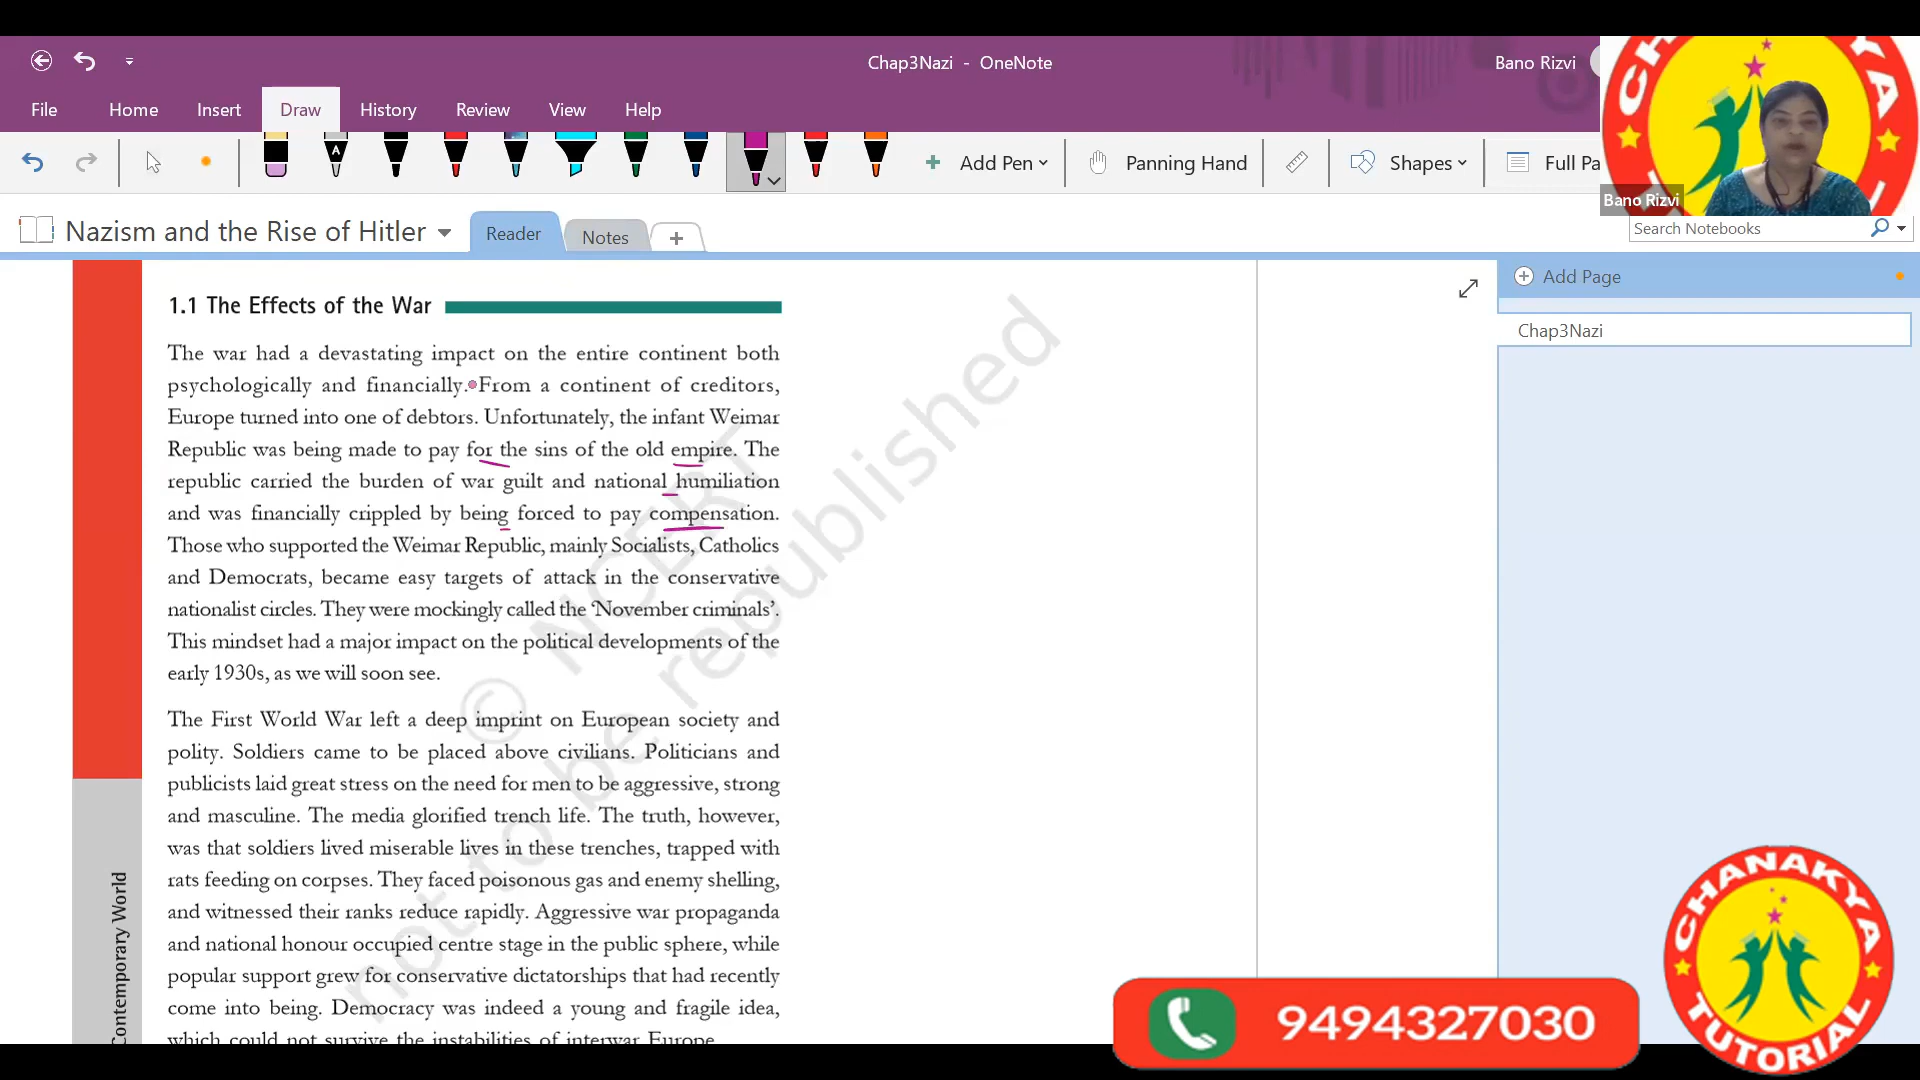 Chap3Nazi - OneNote
Bano Rizvi
File Home Insert Draw History Review View Help
A
Add Pen
Panning Hand
Shapes
Full Pa
Bano Rizvi
CHANAKYA
Nazism and the Rise of Hitler
Reader
Notes
Search Notebooks
Add Page
Chap3Nazi
1.1 The Effects of the War
The war had a devastating impact on the entire continent both
psychologically and financially. From a continent of creditors,
Europe turned into one of debtors. Unfortunately, the infant Weimar
Republic was being made to pay for the sins of the old empire. The
republic carried the burden of war guilt and national humiliation
and was financially crippled by being forced to pay compensation.
Those who supported the Weimar Republic, mainly Socialists, Catholics
and Democrats, became easy targets of attack in the conservative
nationalist circles. They were mockingly called the ‘November criminals’.
This mindset had a major impact on the political developments of the
early 1930s, as we will soon see.
The First World War left a deep imprint on European society and
polity. Soldiers came to be placed above civilians. Politicians and
publicists laid great stress on the need for men to be aggressive, strong
and masculine. The media glorified trench life. The truth, however,
was that soldiers lived miserable lives in these trenches, trapped with
rats feeding on corpses. They faced poisonous gas and enemy shelling,
and witnessed their ranks reduce rapidly. Aggressive war propaganda
and national honour occupied centre stage in the public sphere, while
popular support grew for conservative dictatorships that had recently
come into being. Democracy was indeed a young and fragile idea,
which could not survive the instabilities of interwar Europe.
© NCERT
not to be republished
Contemporary World
9494327030
CHANAKYA
TUTORIAL